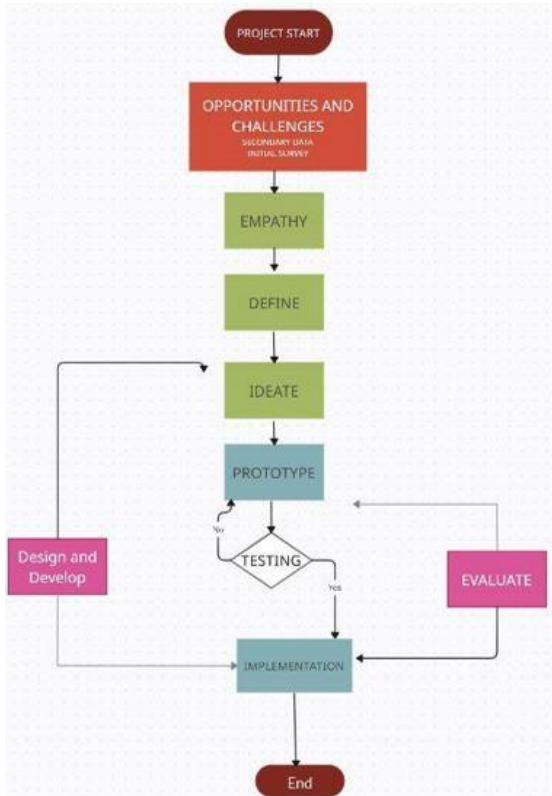 PROJECT START
OPPORTUNITIES AND
CHALLENGES
SECONDARY DATA
INITIAL SURVEY
EMPATHY
DEFINE
IDEATE
PROTOTYPE
No
TESTING
Design and
Develop
EVALUATE
Yes
IMPLEMENTATION
End